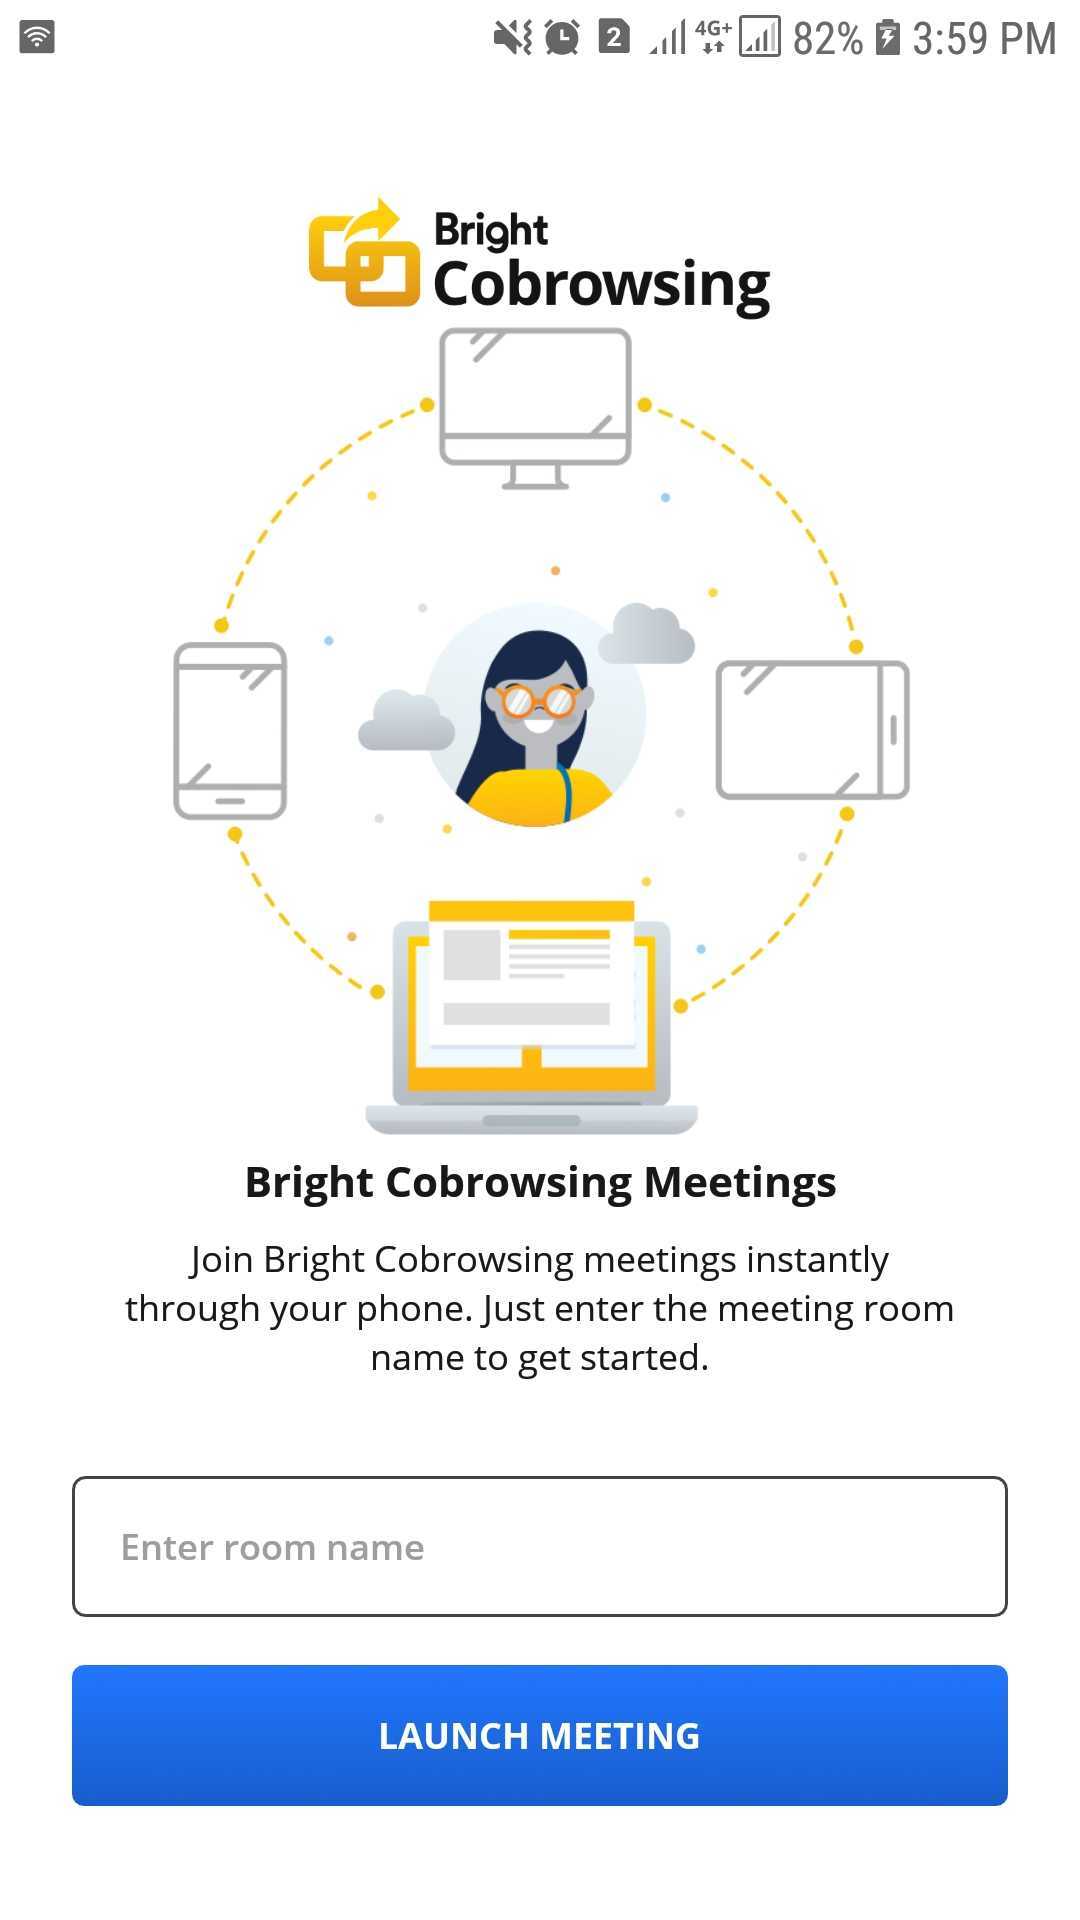 2 4G+ 82% 3:59 PM
Bright
Cobrowsing
Bright Cobrowsing Meetings
Join Bright Cobrowsing meetings instantly
through your phone. Just enter the meeting room
name to get started.
Enter room name
LAUNCH MEETING